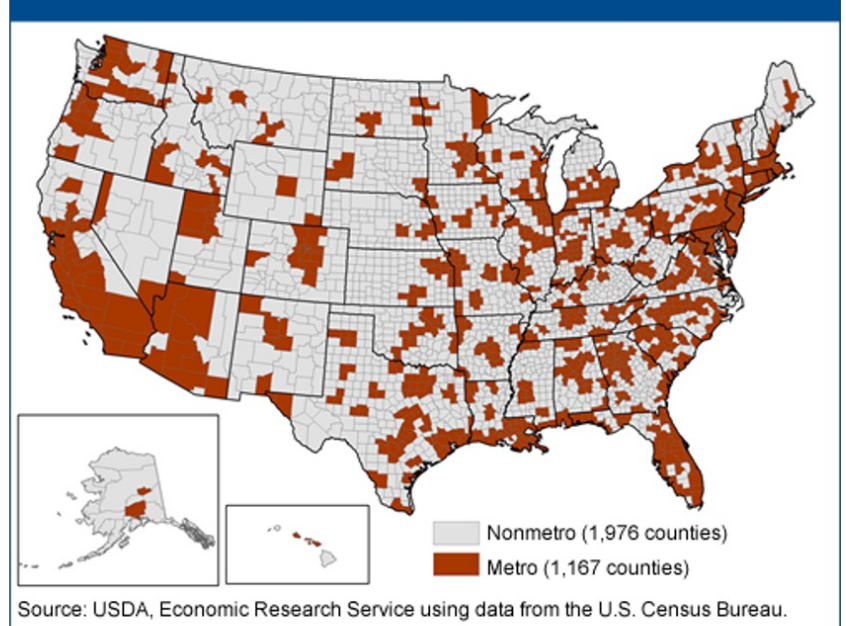 Nonmetro (1,976 counties)
Metro (1,167 counties)
Source: USDA, Economic Research Service using data from the U.S. Census Bureau.